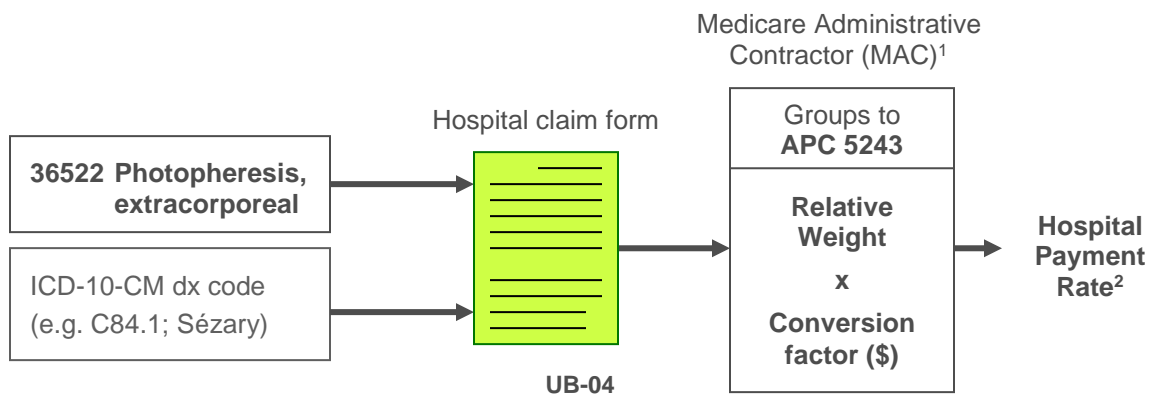 Medicare Administrative
Contractor (MAC)1
Hospital claim form
36522 Photopheresis,
extracorporeal
ICD-10-CM dx code
(e.g. C84.1; Sézary)
UB-04
Groups to
APC 5243
Relative
Weight
x
Conversion
factor ($)
Hospital
Payment
Rate2